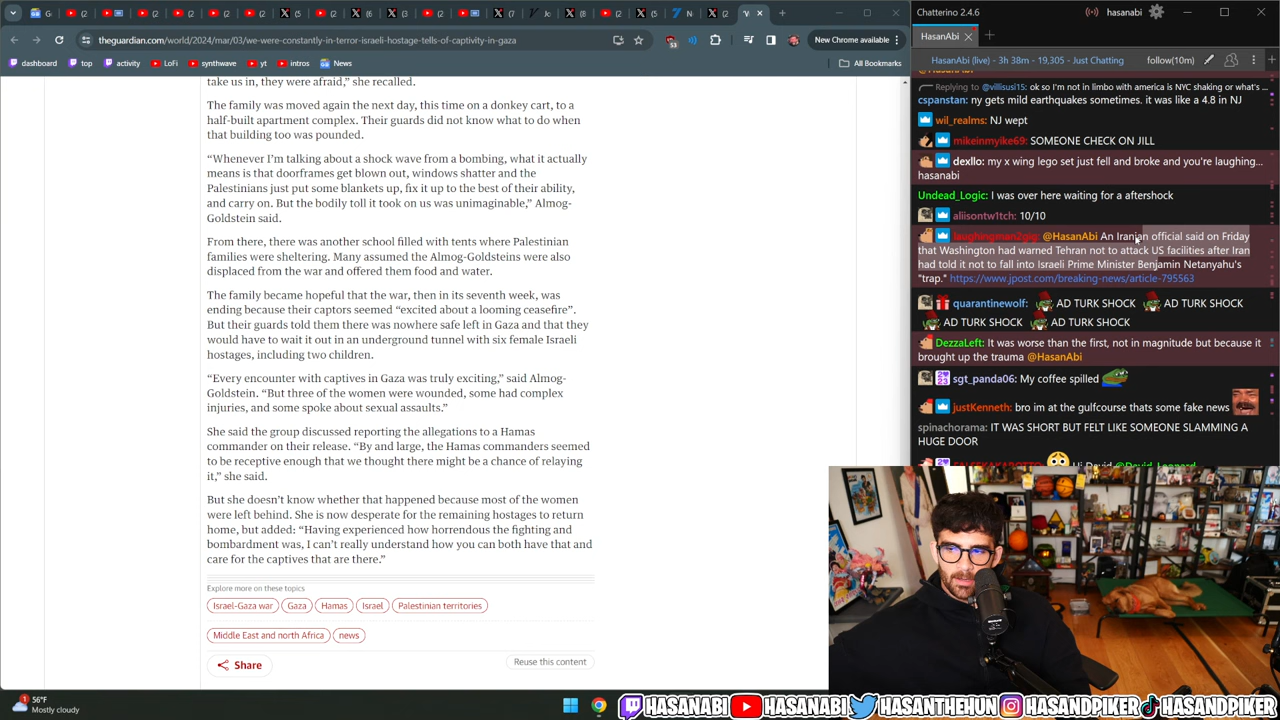 New Chrome available
theguardian.com/world/2024/mar/03/we-were-constantly-in-terror-israeli-hostage-tells-of-captivity-in-gaza
53
dashboard
top
activity
LoFi
synthwave
yt
intros
News
All Bookmarks
take us in, they were afraid,” she recalled.
The family was moved again the next day, this time on a donkey cart, to a
half-built apartment complex. Their guards did not know what to do when
that building too was pounded.
“Whenever I’m talking about a shock wave from a bombing, what it actually
means is that doorframes get blown out, windows shatter and the
Palestinians just put some blankets up, fix it up to the best of their ability,
and carry on. But the bodily toll it took on us was unimaginable,” Almog-
Goldstein said.
From there, there was another school filled with tents where Palestinian
families were sheltering. Many assumed the Almog-Goldsteins were also
displaced from the war and offered them food and water.
The family became hopeful that the war, then in its seventh week, was
ending because their captors seemed “excited about a looming ceasefire”.
But their guards told them there was nowhere safe left in Gaza and that they
would have to wait it out in an underground tunnel with six female Israeli
hostages, including two children.
“Every encounter with captives in Gaza was truly exciting,” said Almog-
Goldstein. “But three of the women were wounded, some had complex
injuries, and some spoke about sexual assaults.”
She said the group discussed reporting the allegations to a Hamas
commander on their release. “By and large, the Hamas commanders seemed
to be receptive enough that we thought there might be a chance of relaying
it,” she said.
But she doesn’t know whether that happened because most of the women
were left behind. She is now desperate for the remaining hostages to return
home, but added: “Having experienced how horrendous the fighting and
bombardment was, I can’t really understand how you can both have that and
care for the captives that are there.”
Explore more on these topics
Israel-Gaza war
Gaza
Hamas
Israel
Palestinian territories
Middle East and north Africa
news
Share
Reuse this content
Chatterino 2.4.6
hasanabi
HasanAbi
HasanAbi (live) - 3h 38m - 19,305 - Just Chatting
follow(10m)
Replying to @villisusi15: ok so I'm not in limbo with america is NYC shaking or what's ...
cspanstan: ny gets mild earthquakes sometimes. it was like a 4.8 in NJ
wil_realms: NJ wept
mikeinmyike69: SOMEONE CHECK ON JILL
dexllo: my x wing lego set just fell and broke and you're laughing...
hasanabi
Undead_Logic: I was over here waiting for a aftershock
aliisontw1tch: 10/10
@HasanAbi An Iranian official said on Friday
that Washington had warned Tehran not to attack US facilities after Iran
had told it not to fall into Israeli Prime Minister Benjamin Netanyahu's
"trap." https://www.jpost.com/breaking-news/article-795563
quarantinewolf: AD TURK SHOCK AD TURK SHOCK
AD TURK SHOCK AD TURK SHOCK
DezzaLeft: It was worse than the first, not in magnitude but because it
brought up the trauma @HasanAbi
sgt_panda06: My coffee spilled
justKenneth: bro im at the gulfcourse thats some fake news
spinachorama: IT WAS SHORT BUT FELT LIKE SOMEONE SLAMMING A
HUGE DOOR
56°F
Mostly cloudy
HASANABI
HASANABI
HASANTHEHUN
HASANDPIKER
HASANDPIKER